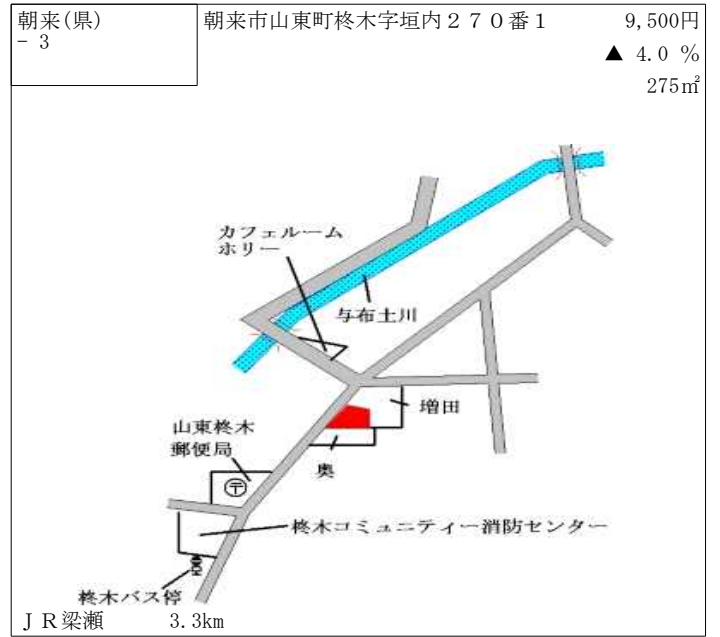 朝来(県)
－ 3
朝来市山東町柊木字垣内２７０番１
9,500円
▲ 4.0 %
275㎡
カフェルーム
ホリー
与布土川
増田
山東柊木
郵便局
〒
奥
柊木コミュニティー消防センター
柊木バス停
ＪＲ梁瀬 3.3km